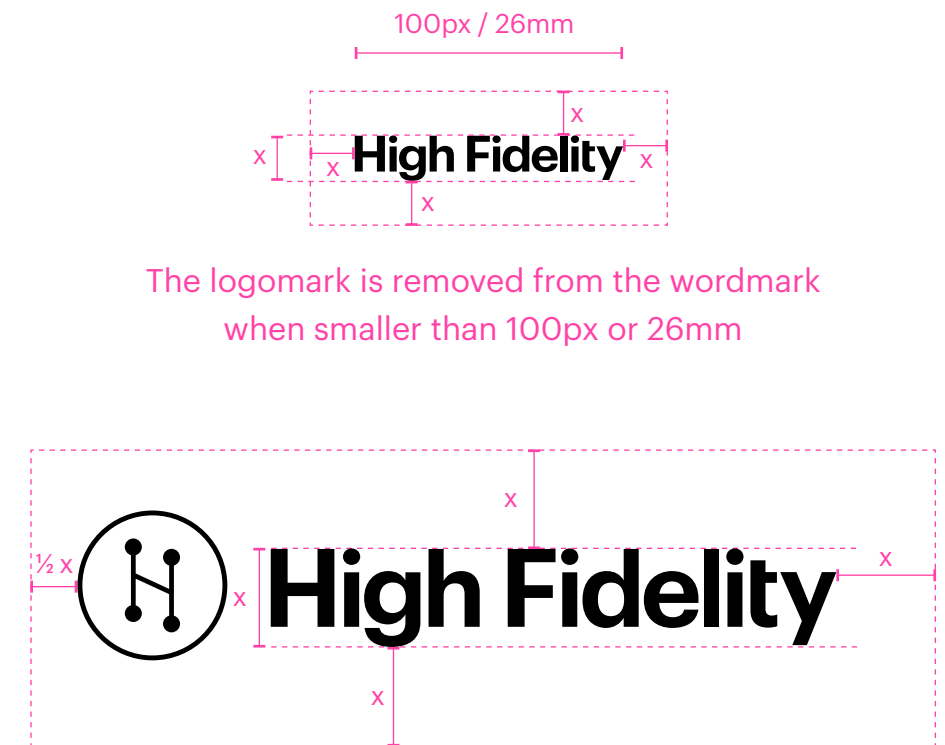 100px / 26mm
x
x
High Fidelity
x
x
x
The logomark is removed from the wordmark
when smaller than 100px or 26mm
x
x
½ x
High Fidelity
x
x